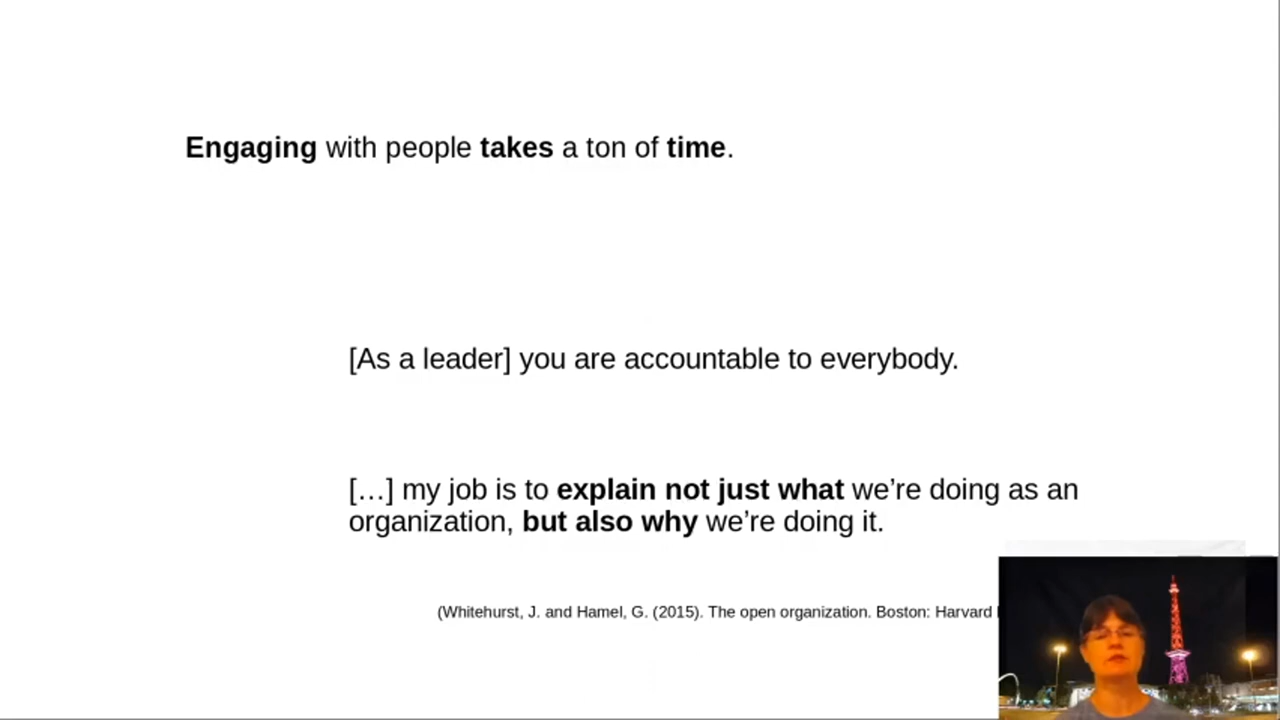 Engaging with people takes a ton of time.
[As a leader] you are accountable to everybody.
[…] my job is to explain not just what we’re doing as an
organization, but also why we’re doing it.
(Whitehurst, J. and Hamel, G. (2015). The open organization. Boston: Harvard